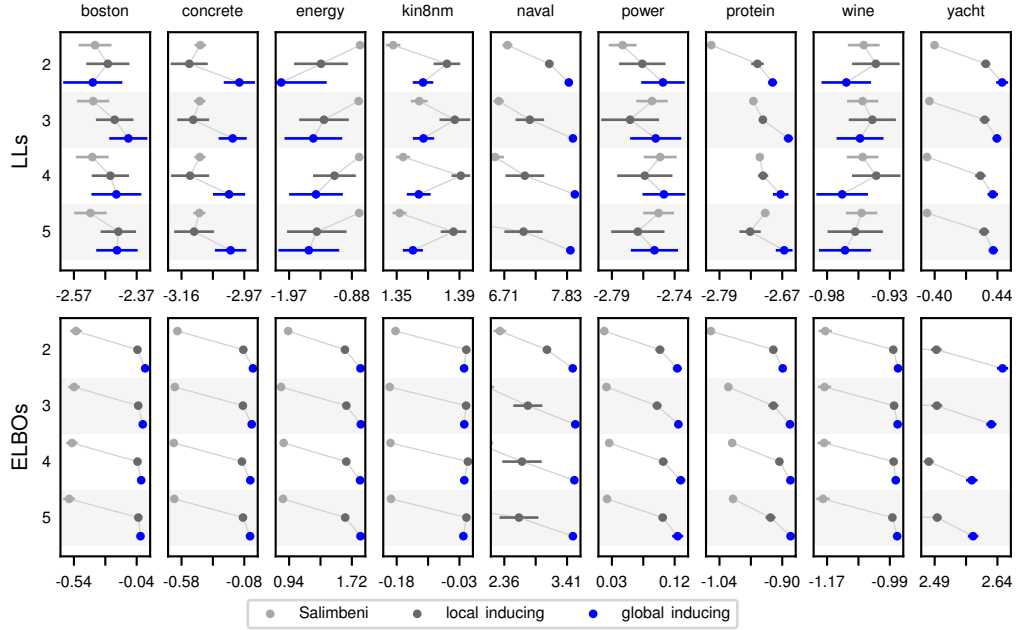 boston concrete energy kin8nm naval power protein wine yacht
LLs
2
3
4
5
-2.57 -2.37 -3.16 -2.97 -1.97 -0.88 1.35 1.39 6.71 7.83 -2.79 -2.74 -2.79 -2.67 -0.98 -0.93 -0.40 0.44
ELBOs
2
3
4
5
-0.54 -0.04 -0.58 -0.08 0.94 1.72 -0.18 -0.03 2.36 3.41 0.03 0.12 -1.04 -0.90 -1.17 -0.99 2.49 2.64
Salimbeni local inducing global inducing